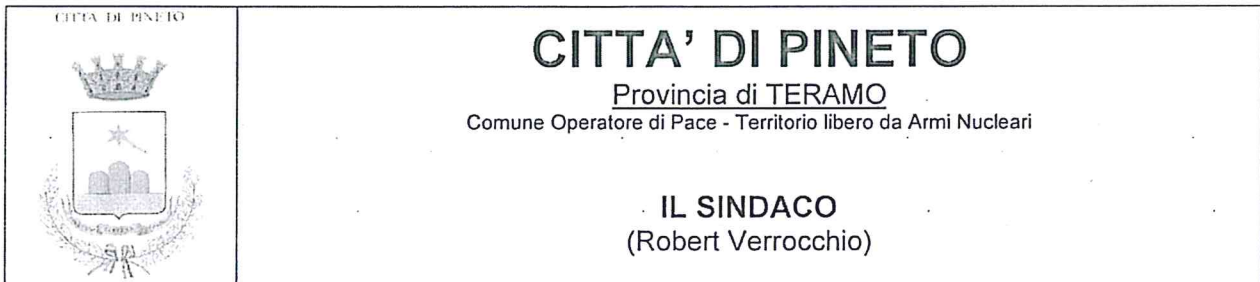 CITTA DI PINETO
CITTA' DI PINETO
Provincia di TERAMO
Comune Operatore di Pace - Territorio libero da Armi Nucleari
IL SINDACO
(Robert Verrocchio)